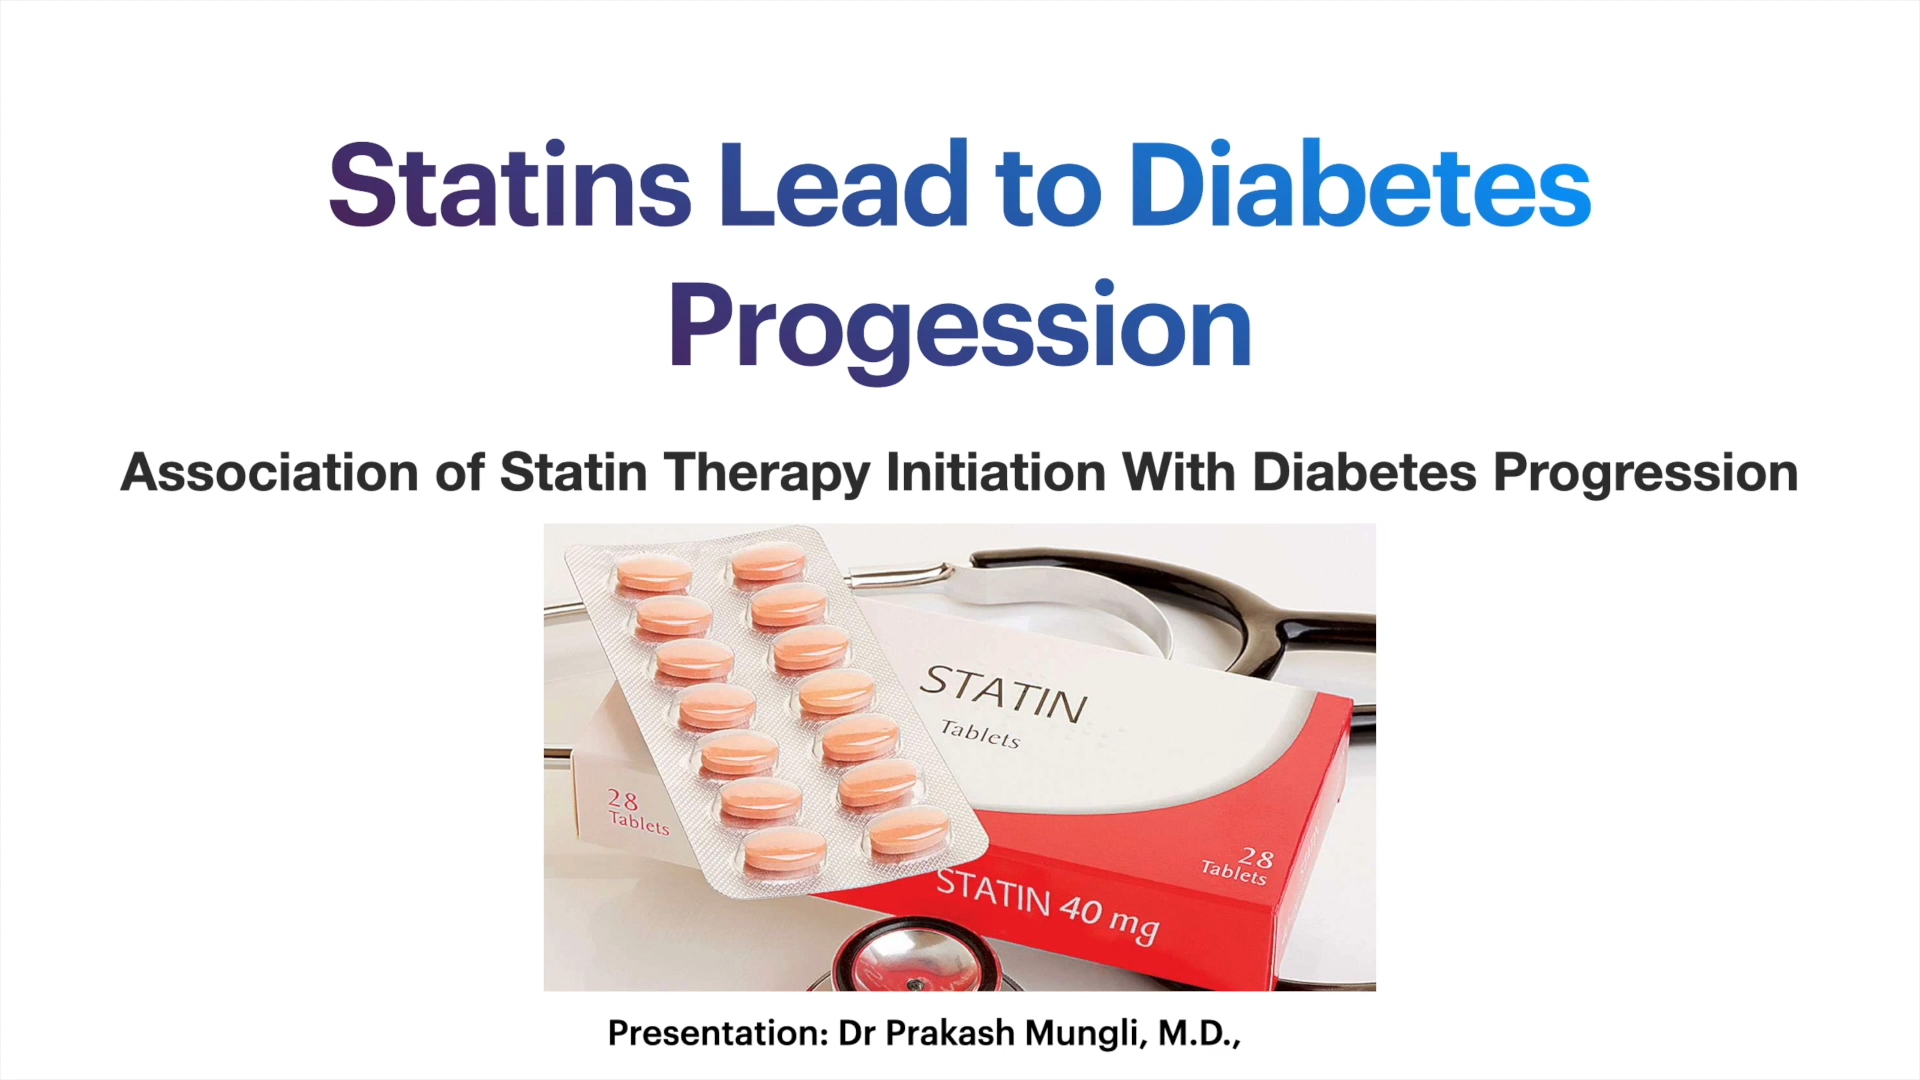 Statins Lead to Diabetes
Progession
Association of Statin Therapy Initiation With Diabetes Progression
STATIN
Tablets
28
Tablets
28
Tablets
STATIN 40 mg
Presentation: Dr Prakash Mungli, M.D.,